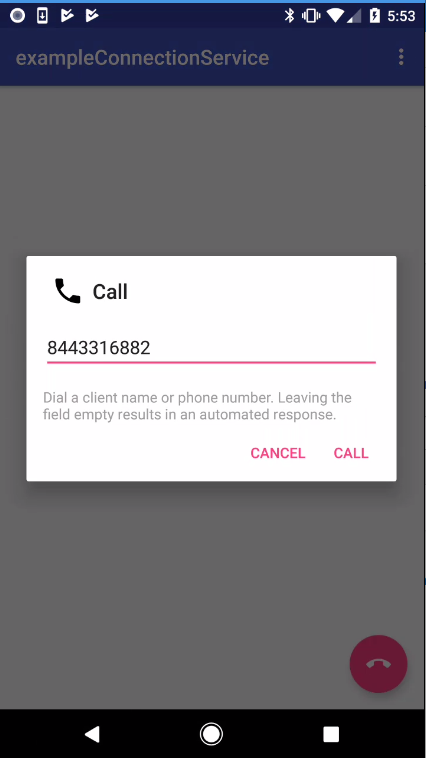 5:53
exampleConnectionService
Call
8443316882
Dial a client name or phone number. Leaving the
field empty results in an automated response.
CANCEL CALL